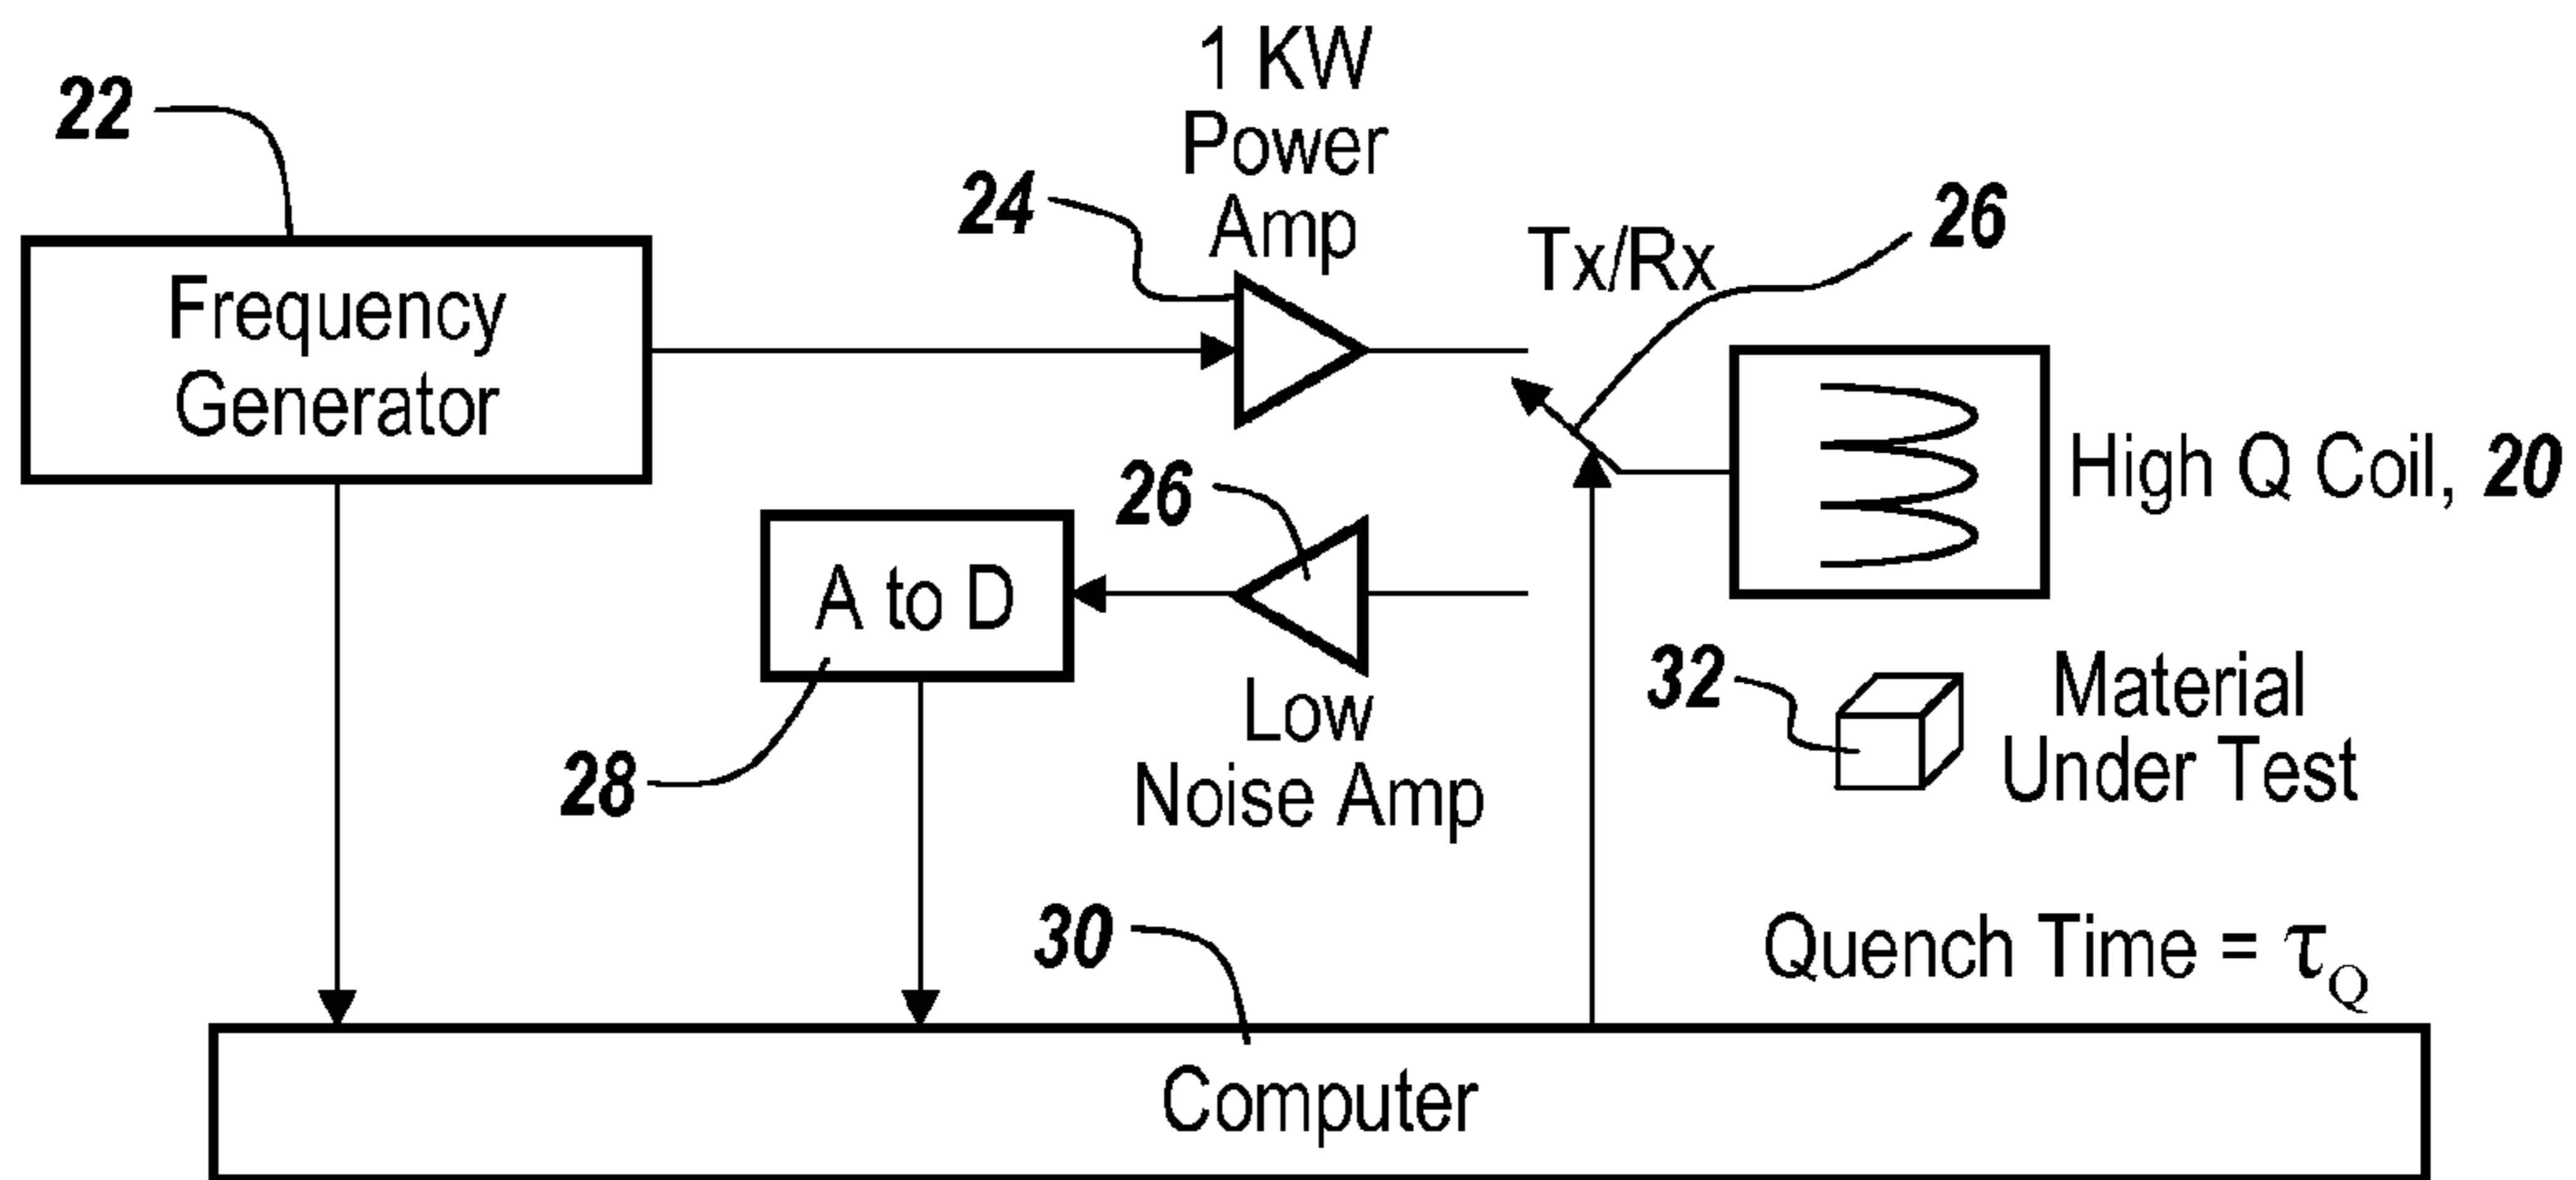 1 KW
Power
Amp
22
24
Tx/Rx
26
Frequency
Generator
High Q Coil, 20
26
A to D
Low
Noise Amp
28
32
Material
Under Test
30
Quench Time = τQ
Computer